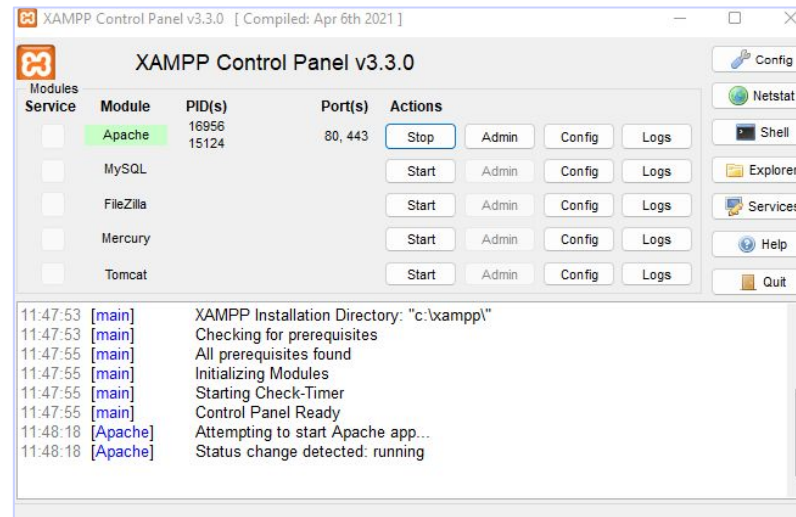 XAMPP Control Panel v3.3.0 [ Compiled: Apr 6th 2021 ]
XAMPP Control Panel v3.3.0
Config
Modules
Service Module PID(s) Port(s) Actions
Netstat
Apache 16956 15124 80, 443 Stop Admin Config Logs
Shell
MySQL Start Admin Config Logs
Explorer
FileZilla Start Admin Config Logs
Services
Mercury Start Admin Config Logs
Help
Tomcat Start Admin Config Logs
Quit
11:47:53 [main] XAMPP Installation Directory: "c:\xampp\"
11:47:53 [main] Checking for prerequisites
11:47:55 [main] All prerequisites found
11:47:55 [main] Initializing Modules
11:47:55 [main] Starting Check-Timer
11:47:55 [main] Control Panel Ready
11:48:18 [Apache] Attempting to start Apache app...
11:48:18 [Apache] Status change detected: running